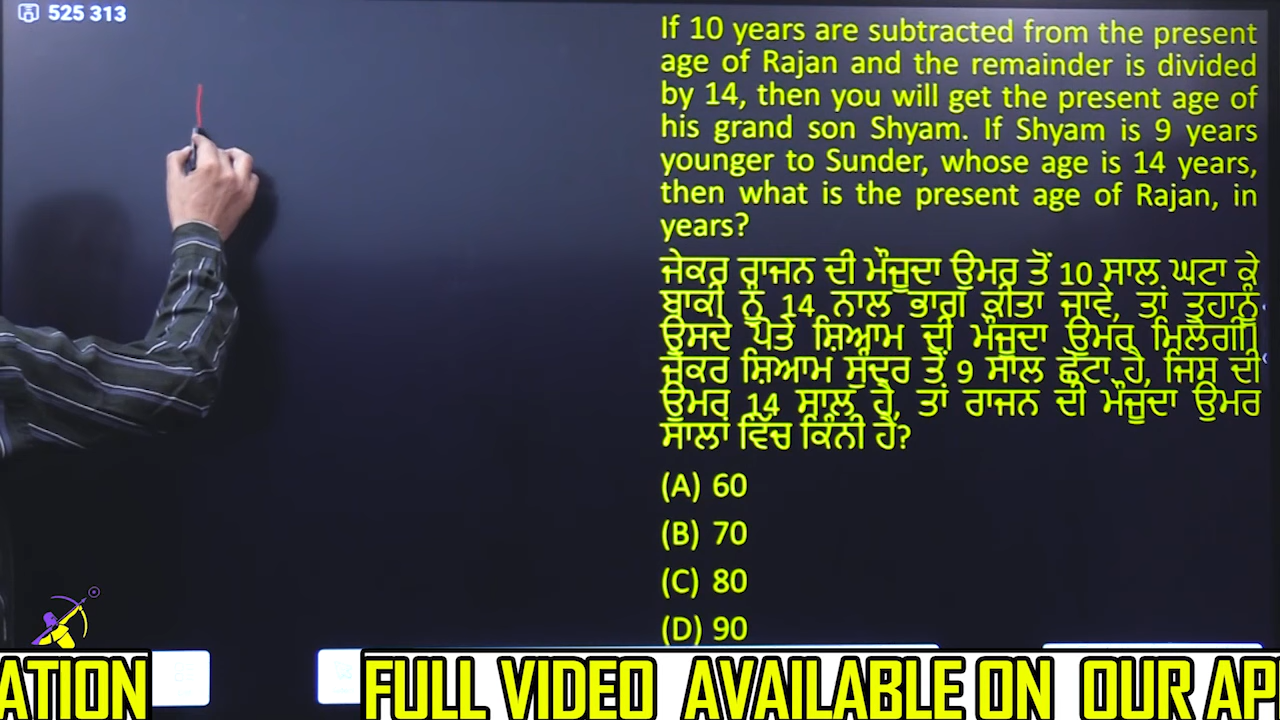 525 313
If 10 years are subtracted from the present
age of Rajan and the remainder is divided
by 14, then you will get the present age of
his grand son Shyam. If Shyam is 9 years
younger to Sunder, whose age is 14 years,
then what is the present age of Rajan, in
years?
ਜੇਕਰ ਰਾਜਨ ਦੀ ਮੌਜੂਦਾ ਉਮਰ ਤੋਂ 10 ਸਾਲ ਘਟਾ ਕੇ
ਬਾਕੀ ਨੂੰ 14 ਨਾਲ ਭਾਗ ਕੀਤਾ ਜਾਵੇ, ਤਾਂ ਤੁਹਾਨੂੰ
ਉਸਦੇ ਪੋਤੇ ਸ਼ਿਆਮ ਦੀ ਮੌਜੂਦਾ ਉਮਰ ਮਿਲੇਗੀ।
ਜੇਕਰ ਸ਼ਿਆਮ ਸੁੰਦਰ ਤੋਂ 9 ਸਾਲ ਛੋਟਾ ਹੈ, ਜਿਸ ਦੀ
ਉਮਰ 14 ਸਾਲ ਹੈ, ਤਾਂ ਰਾਜਨ ਦੀ ਮੌਜੂਦਾ ਉਮਰ
ਸਾਲਾਂ ਵਿੱਚ ਕਿੰਨੀ ਹੈ?
(A) 60
(B) 70
(C) 80
(D) 90
ATION FULL VIDEO AVAILABLE ON OUR AP